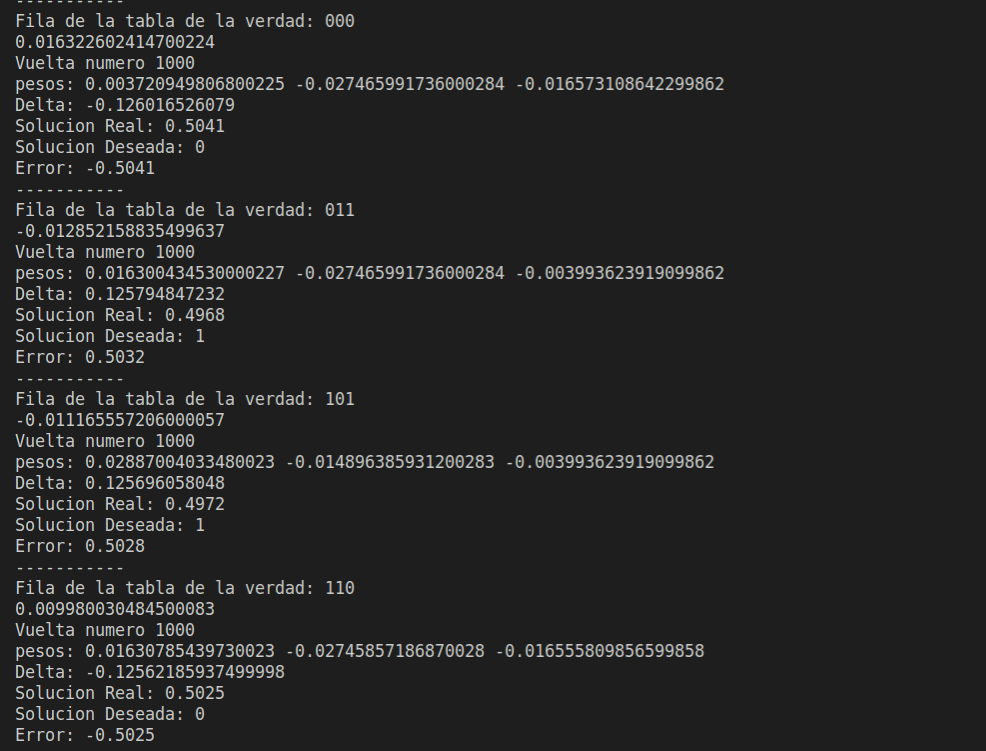 -----------
Fila de la tabla de la verdad: 000
0.016322602414700224
Vuelta numero 1000
pesos: 0.003720949806800225 -0.027465991736000284 -0.016573108642299862
Delta: -0.126016526079
Solucion Real: 0.5041
Solucion Deseada: 0
Error: -0.5041
-----------
Fila de la tabla de la verdad: 011
-0.012852158835499637
Vuelta numero 1000
pesos: 0.016300434530000227 -0.027465991736000284 -0.003993623919099862
Delta: 0.125794847232
Solucion Real: 0.4968
Solucion Deseada: 1
Error: 0.5032
-----------
Fila de la tabla de la verdad: 101
-0.011165557206000057
Vuelta numero 1000
pesos: 0.02887004033480023 -0.014896385931200283 -0.003993623919099862
Delta: 0.125696058048
Solucion Real: 0.4972
Solucion Deseada: 1
Error: 0.5028
-----------
Fila de la tabla de la verdad: 110
0.009980030484500083
Vuelta numero 1000
pesos: 0.01630785439730023 -0.02745857186870028 -0.016555809856599858
Delta: -0.12562185937499998
Solucion Real: 0.5025
Solucion Deseada: 0
Error: -0.5025